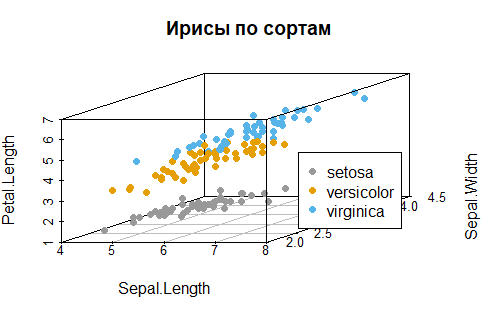 Ирисы по сортам
Petal.Length
7
6
5
4
3
2
1
setosa
versicolor
virginica
4.5
4.0
2.5
2.0
4 5 6 7 8
Sepal.Width
Sepal.Length